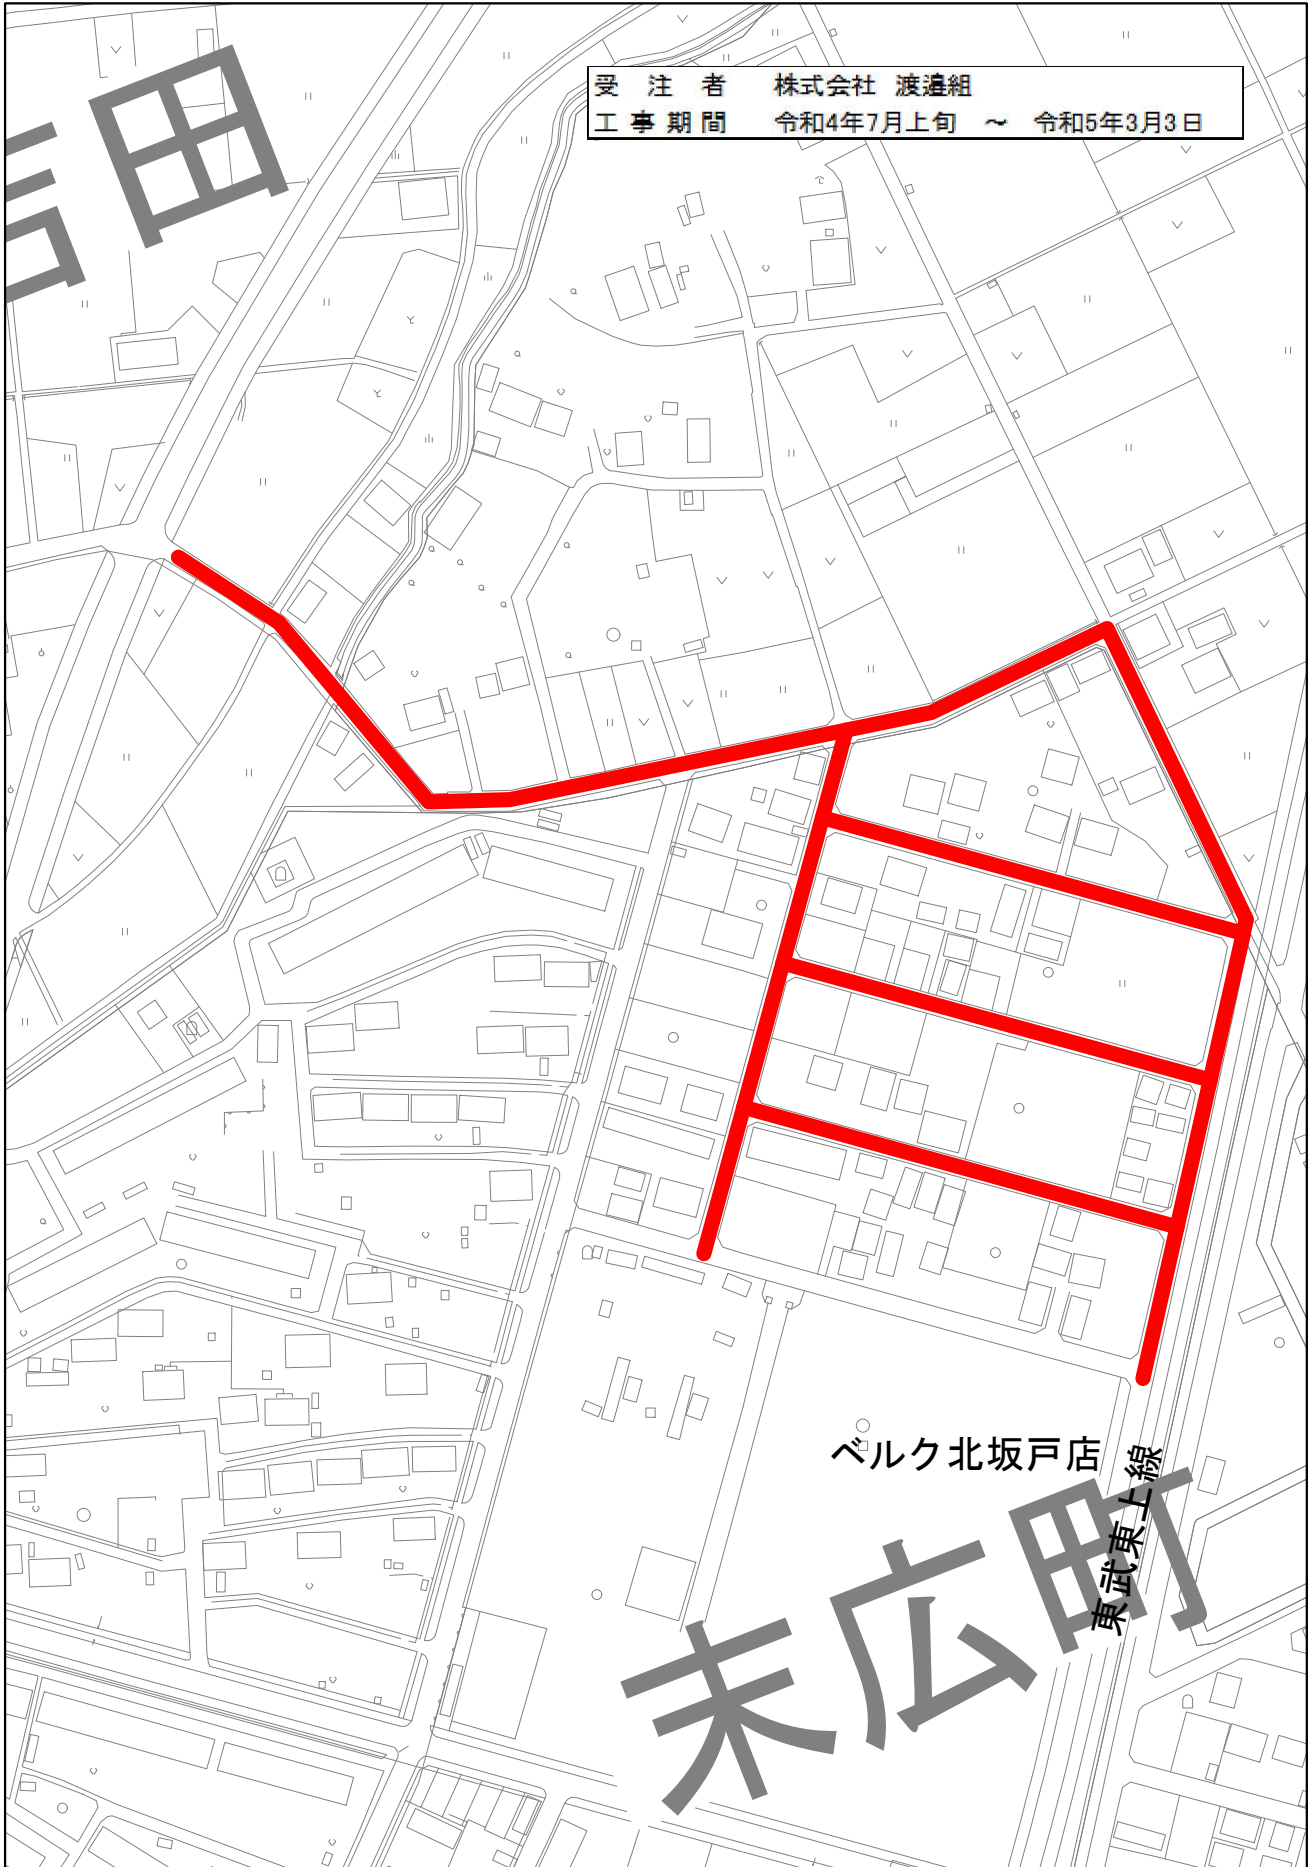 受注者 株式会社 渡邉組
工事期間 令和4年7月上旬 ～ 令和5年3月3日
田
ベルク北坂戸店
東武東上線
末広町